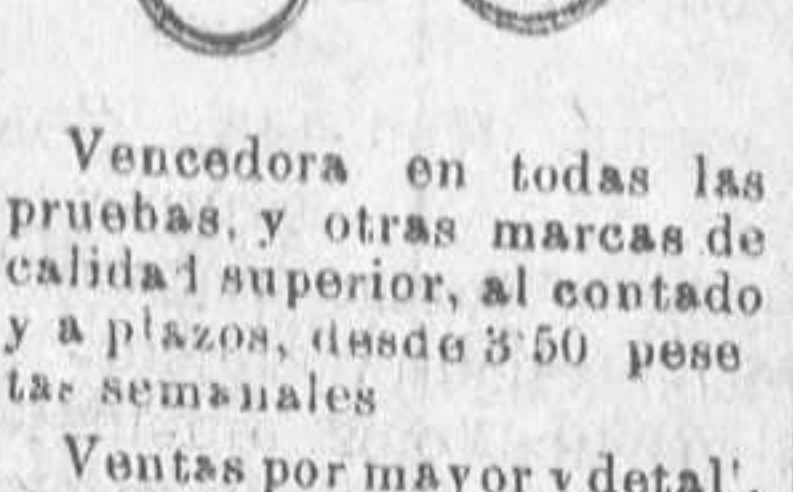 Vencedora en todas las
pruebas, y otras marcas de
calidad superior, al contado
y a plazos, desde 3'50 pese
tas semanales
Ventas por mayor y detall.